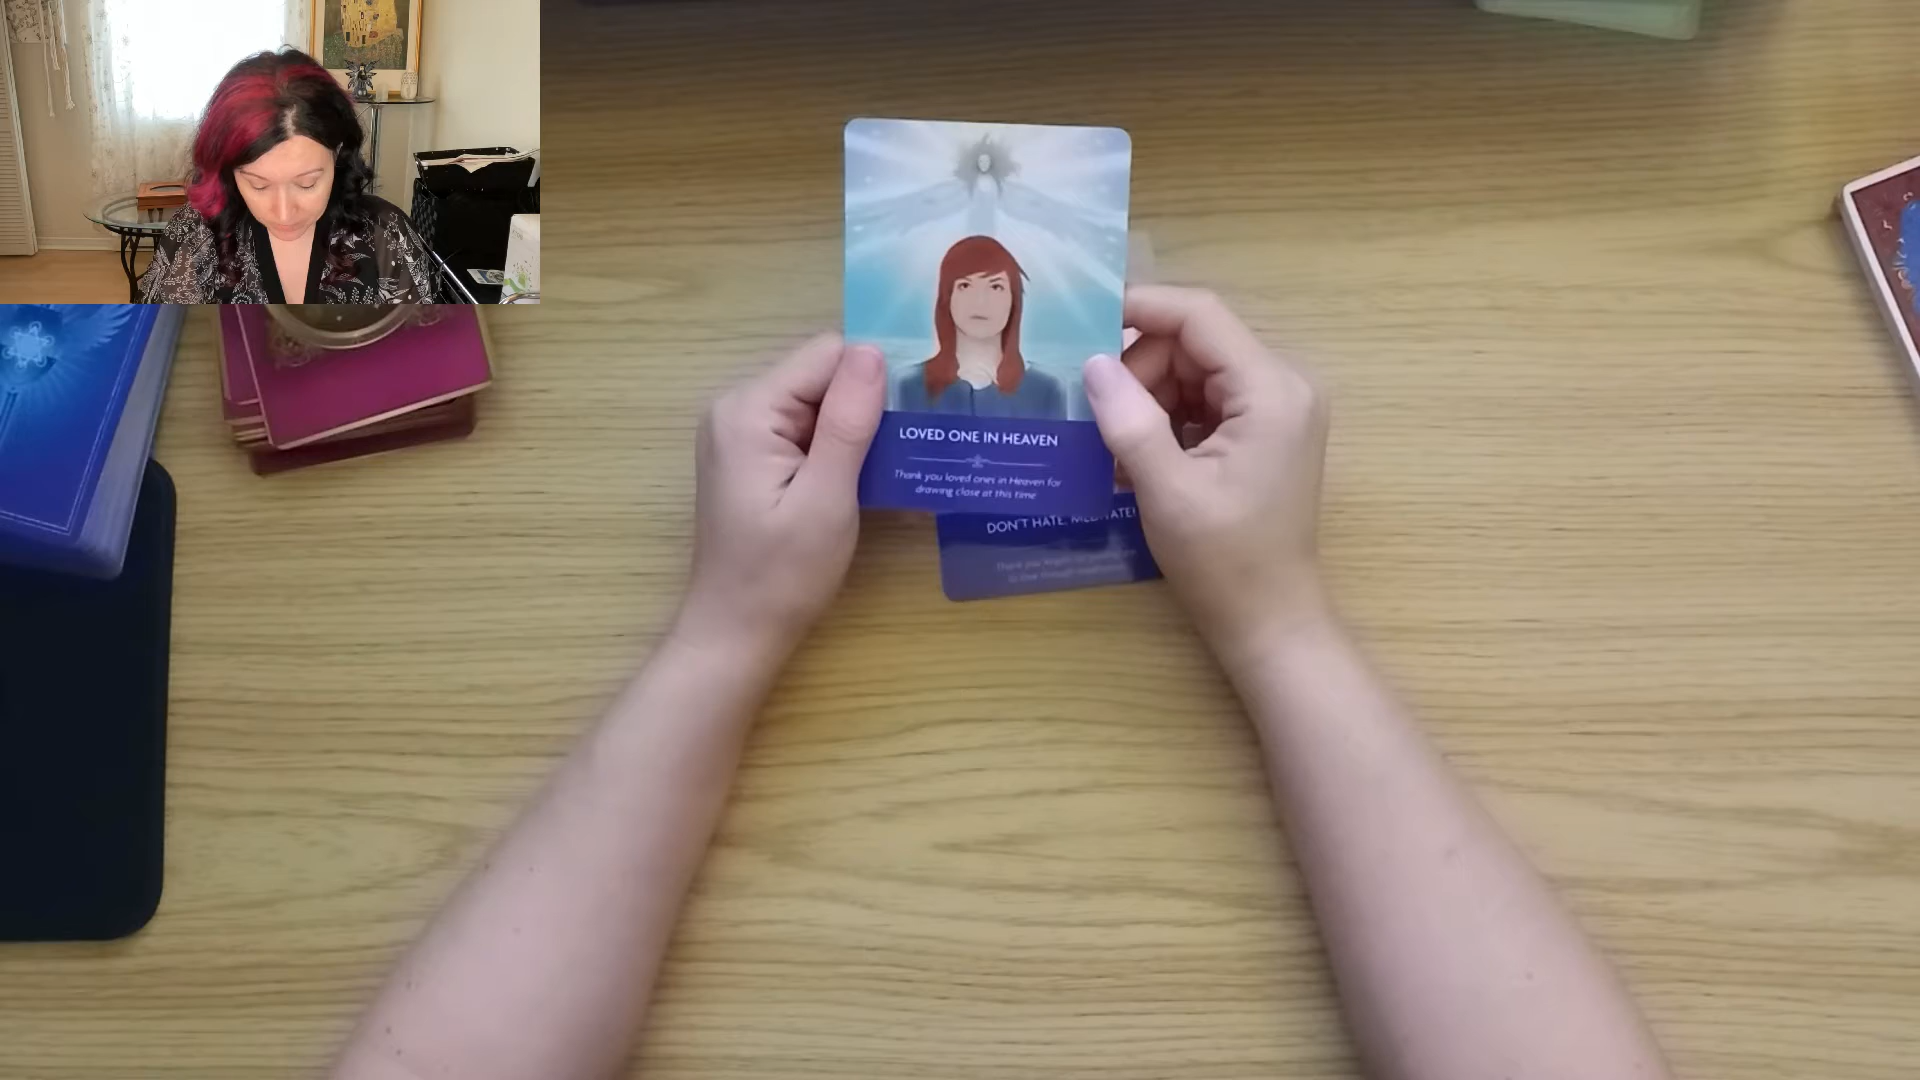 LOVED ONE IN HEAVEN
Thank you loved ones in Heaven for
drawing close at this time
DON'T HATE, MEDITATE!